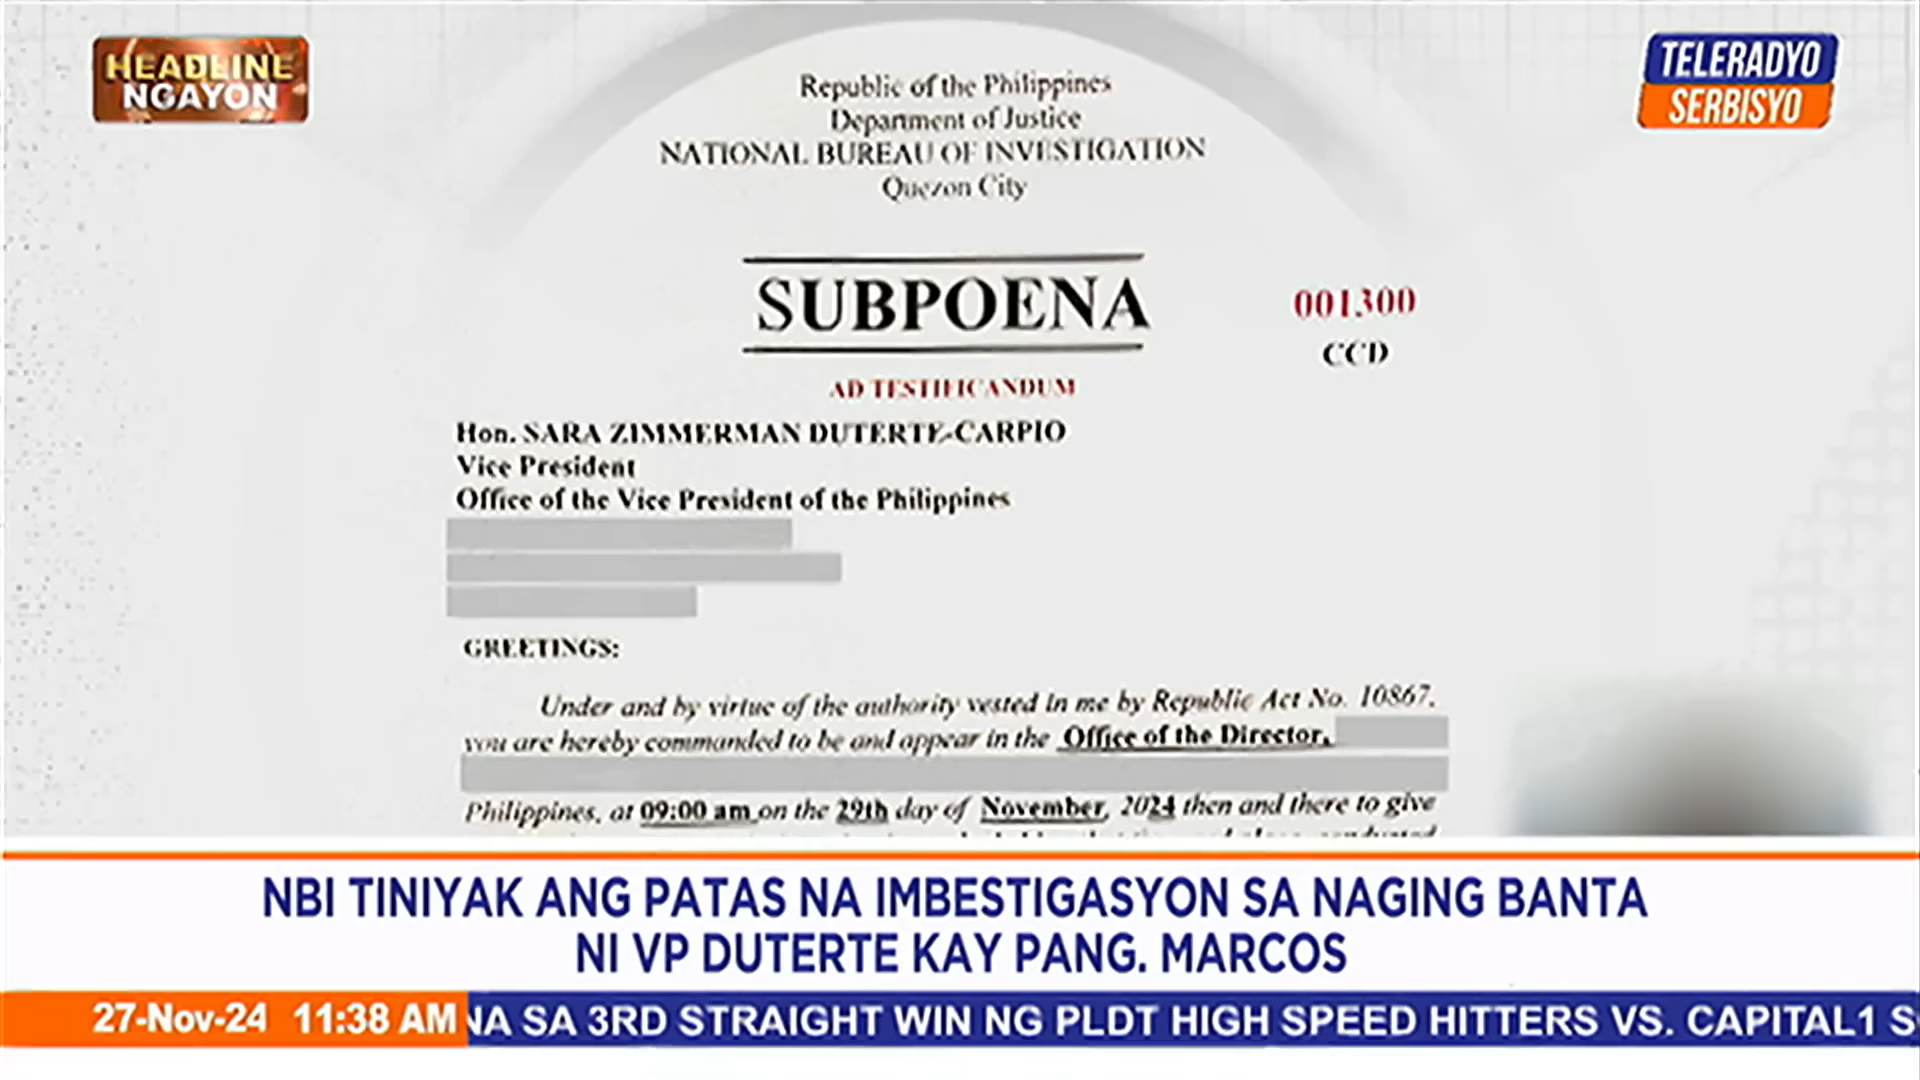 HEADLINE
NGAYON
TELERADYO
SERBISYO
Republic of the Philippines
Department of Justice
NATIONAL BUREAU OF INVESTIGATION
Quezon City
SUBPOENA
001300
CCD
AD TESTIFICANDUM
Hon. SARA ZIMMERMAN DUTERTE-CARPIO
Vice President
Office of the Vice President of the Philippines
GREETINGS:
Under and by virtue of the authority vested in me by Republic Act No. 10867,
you are hereby commanded to be and appear in the Office of the Director,
Philippines, at 09:00 am on the 29th day of November, 2024 then and there to give
NBI TINIYAK ANG PATAS NA IMBESTIGASYON SA NAGING BANTA
NI VP DUTERTE KAY PANG. MARCOS
27-Nov-24 11:38 AM
NA SA 3RD STRAIGHT WIN NG PLDT HIGH SPEED HITTERS VS. CAPITAL1